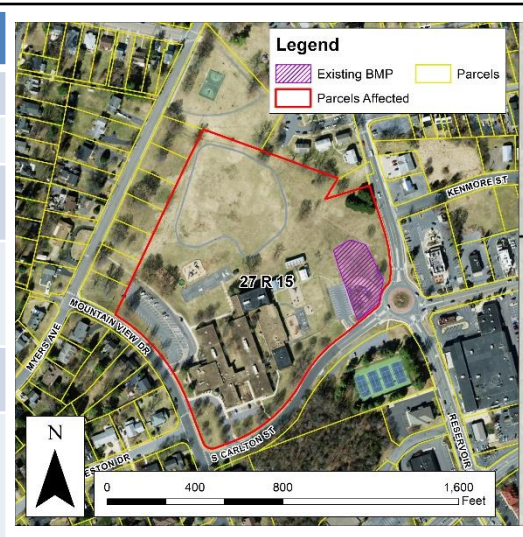 Legend
Existing BMP
Parcels
Parcels Affected
KENMORE ST
27 R 15
MOUNTAIN VIEW DR
MYERS AVE
S CARLTON ST
RESERVOIR
ESTON DR
N
0 400 800 1,600
Feet